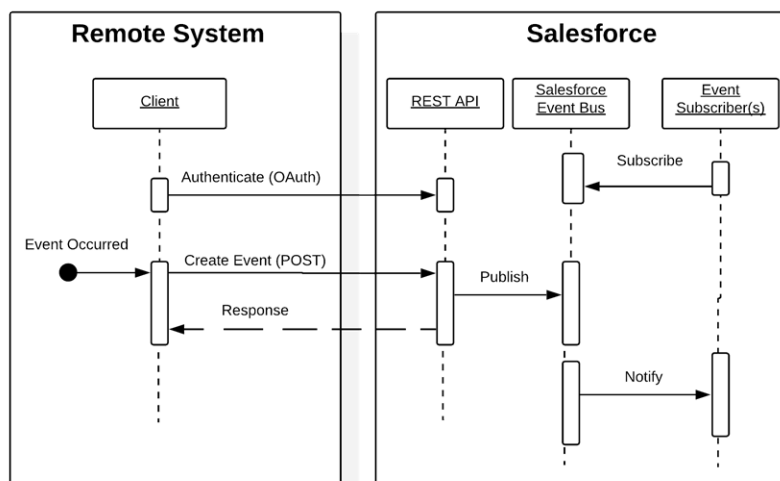 Remote System
Salesforce
Client
REST API
Salesforce
Event Bus
Event
Subscriber(s)
Subscribe
Authenticate (OAuth)
Event Occurred
Create Event (POST)
Publish
Response
Notify